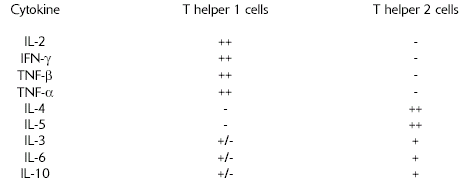 Cytokine T helper 1 cells T helper 2 cells
IL-2 ++ -
IFN-γ ++ -
TNF-β ++ -
TNF-α ++ -
IL-4 - ++
IL-5 - ++
IL-3 +/- +
IL-6 +/- +
IL-10 +/- +